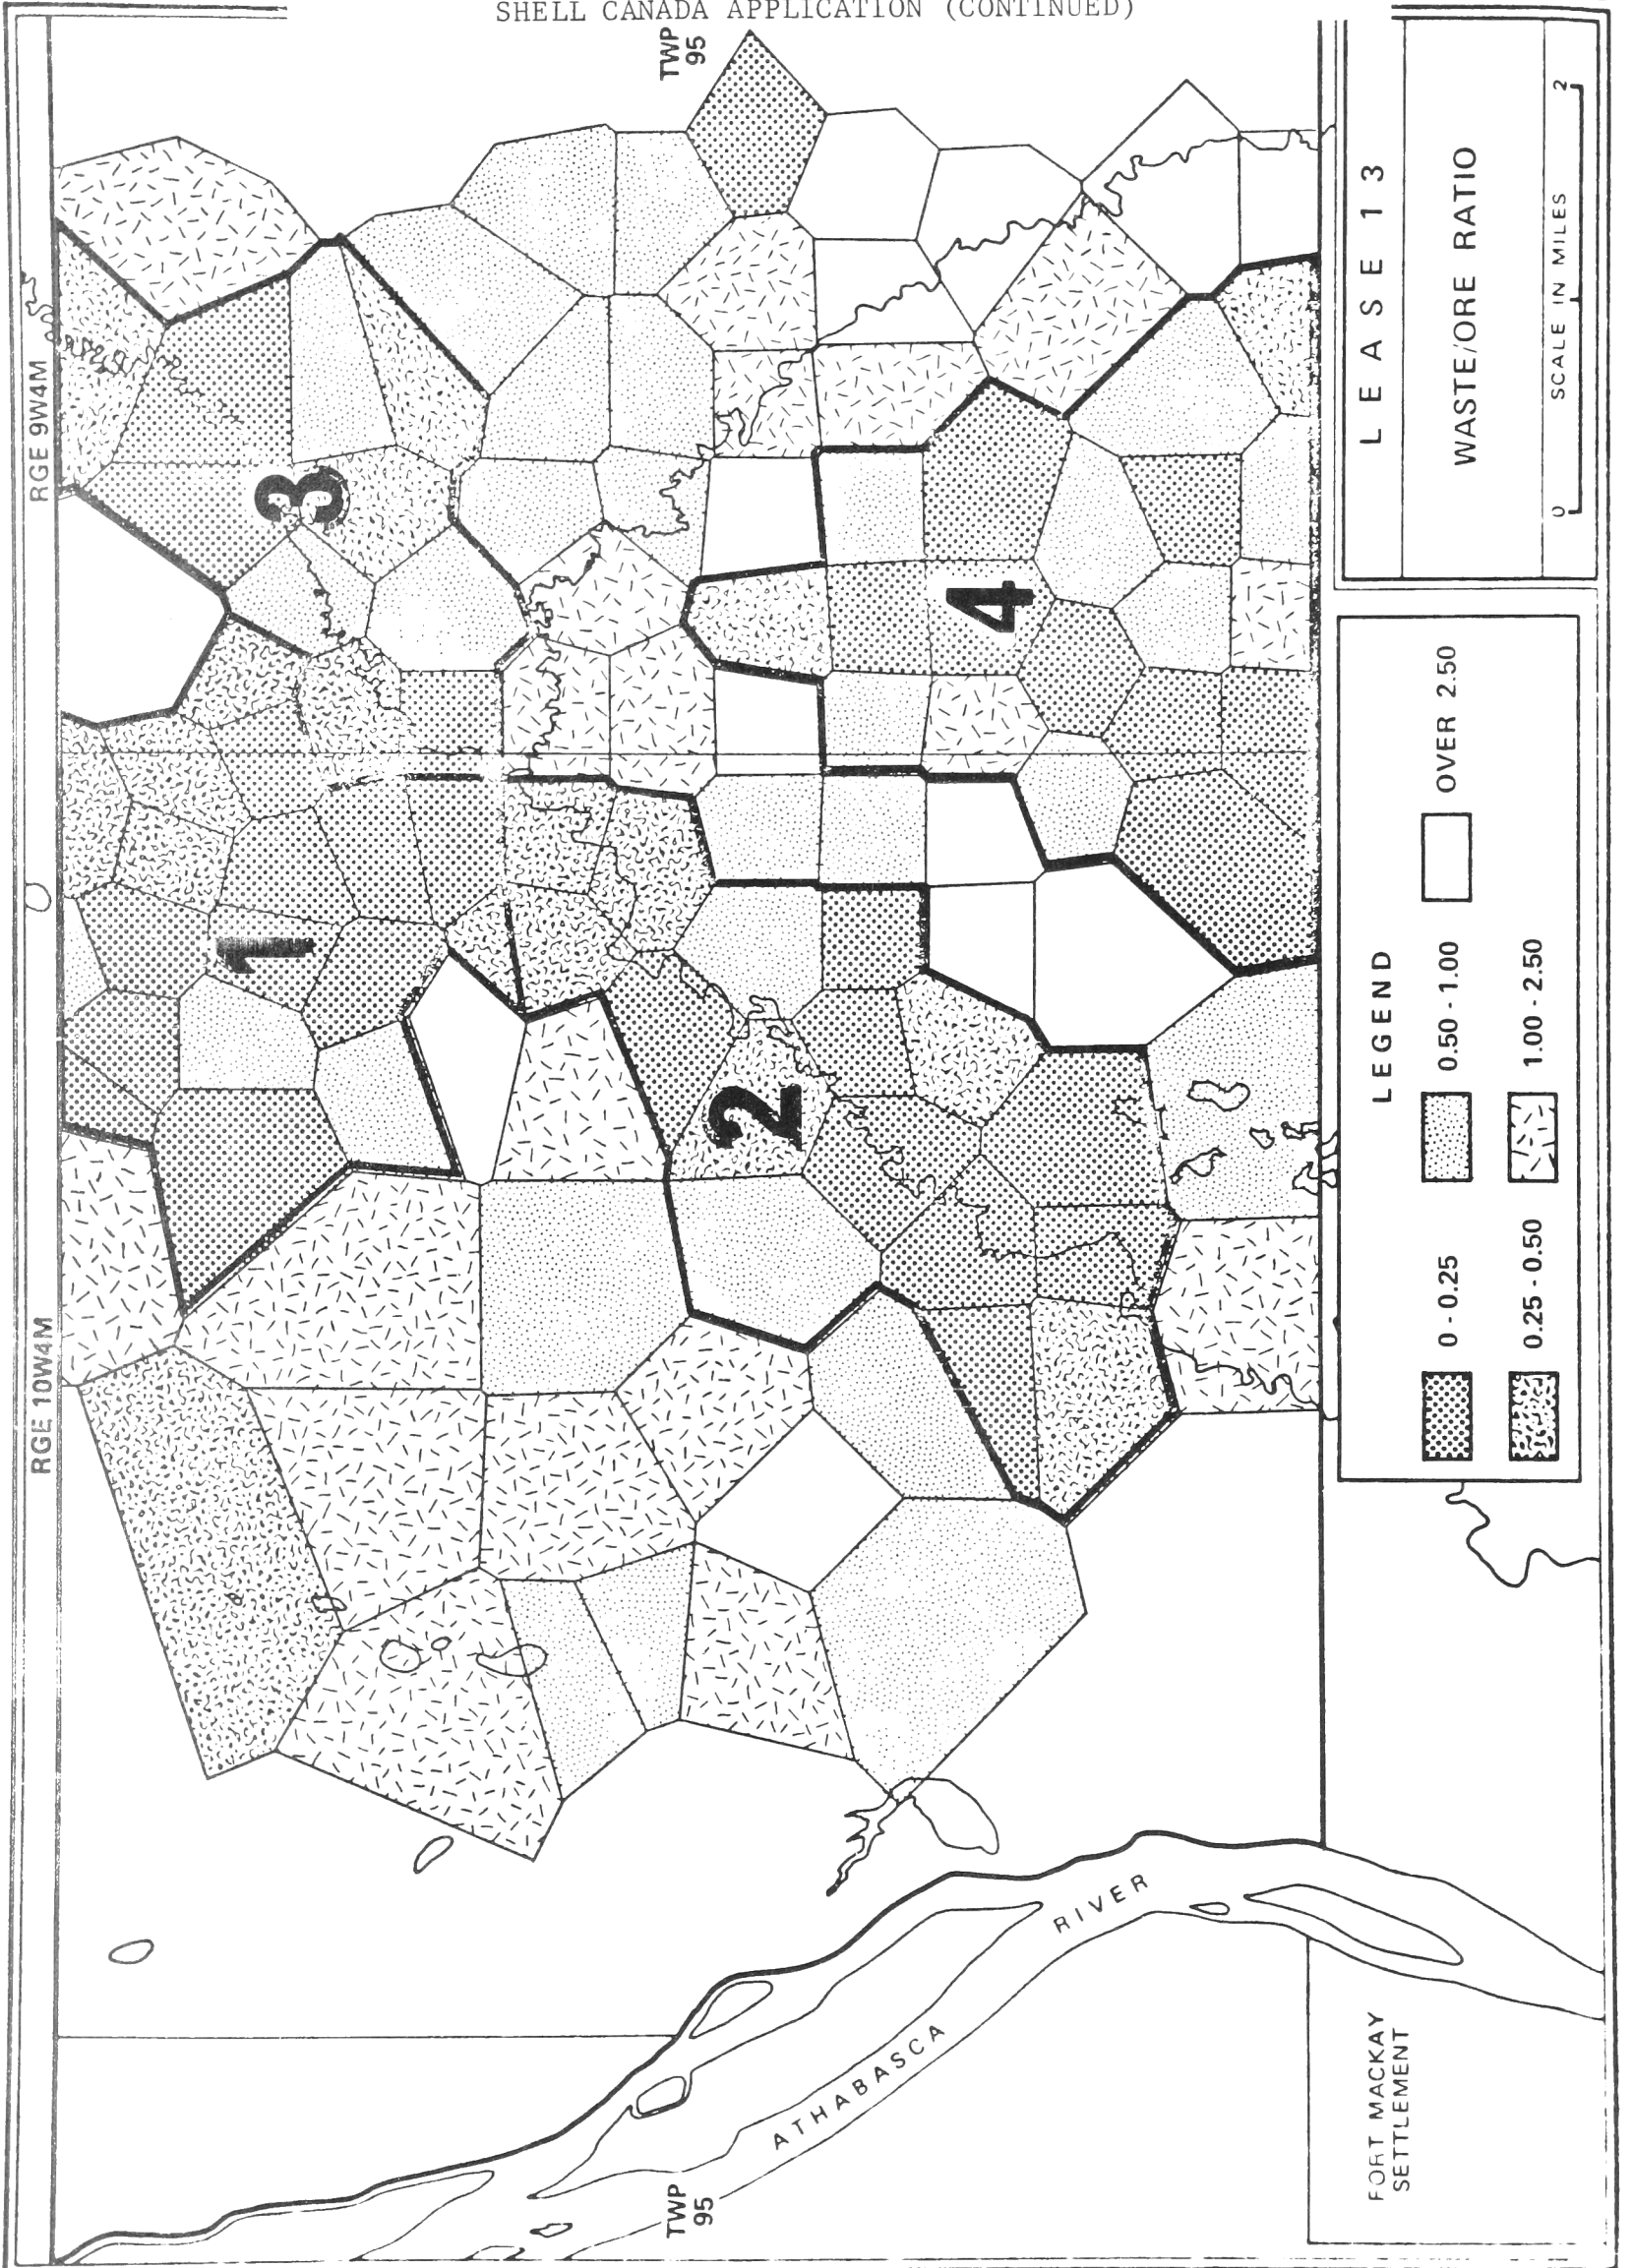 SHELL CANADA APPLICATION (CONTINUED)
RGE 10W4M
RGE 9W4M
TWP
95
TWP
95
1
2
3
4
ATHABASCA
RIVER
FORT MACKAY
SETTLEMENT
LEGEND
0 - 0.25
0.50 - 1.00
OVER 2.50
0.25 - 0.50
1.00 - 2.50
LEASE 13
WASTE/ORE RATIO
0
2
SCALE IN MILES